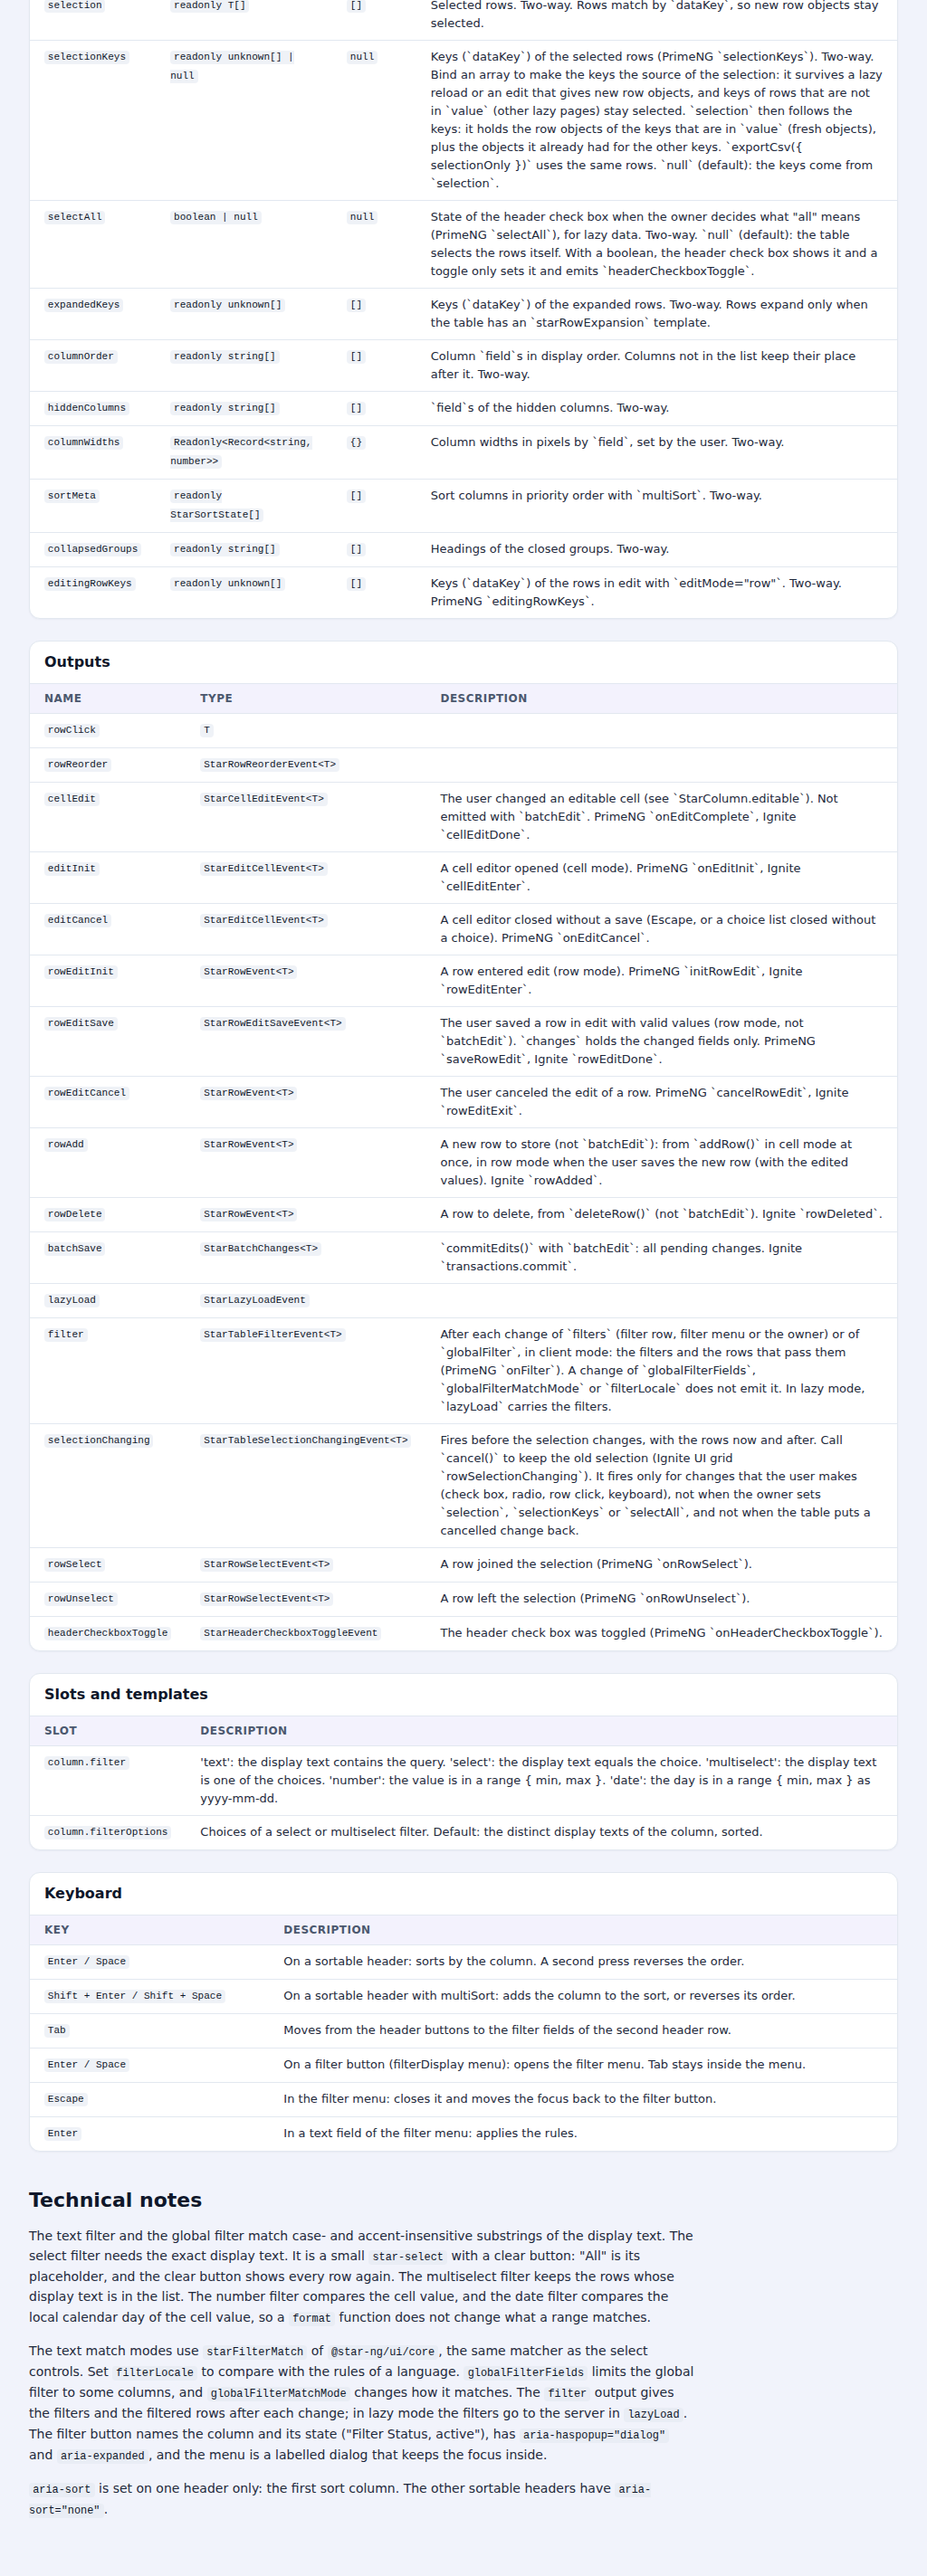 selection readonly T[] [] Selected rows. Two-way. Rows match by `dataKey`, so new row objects stay
selected.
selectionKeys readonly unknown[] | null Keys (`dataKey`) of the selected rows (PrimeNG `selectionKeys`). Two-way.
null Bind an array to make the keys the source of the selection: it survives a lazy
reload or an edit that gives new row objects, and keys of rows that are not
in `value` (other lazy pages) stay selected. `selection` then follows the
keys: it holds the row objects of the keys that are in `value` (fresh objects),
plus the objects it already had for the other keys. `exportCsv({
selectionOnly })` uses the same rows. `null` (default): the keys come from
`selection`.
selectAll boolean | null null State of the header check box when the owner decides what "all" means
(PrimeNG `selectAll`), for lazy data. Two-way. `null` (default): the table
selects the rows itself. With a boolean, the header check box shows it and a
toggle only sets it and emits `headerCheckboxToggle`.
expandedKeys readonly unknown[] [] Keys (`dataKey`) of the expanded rows. Two-way. Rows expand only when
the table has an `starRowExpansion` template.
columnOrder readonly string[] [] Column `field`s in display order. Columns not in the list keep their place
after it. Two-way.
hiddenColumns readonly string[] [] `field`s of the hidden columns. Two-way.
columnWidths Readonly<Record<string, {} Column widths in pixels by `field`, set by the user. Two-way.
number>>
sortMeta readonly [] Sort columns in priority order with `multiSort`. Two-way.
StarSortState[]
collapsedGroups readonly string[] [] Headings of the closed groups. Two-way.
editingRowKeys readonly unknown[] [] Keys (`dataKey`) of the rows in edit with `editMode="row"`. Two-way.
PrimeNG `editingRowKeys`.
Outputs
NAME TYPE DESCRIPTION
rowClick T
rowReorder StarRowReorderEvent<T>
cellEdit StarCellEditEvent<T> The user changed an editable cell (see `StarColumn.editable`). Not
emitted with `batchEdit`. PrimeNG `onEditComplete`, Ignite
`cellEditDone`.
editInit StarEditCellEvent<T> A cell editor opened (cell mode). PrimeNG `onEditInit`, Ignite
`cellEditEnter`.
editCancel StarEditCellEvent<T> A cell editor closed without a save (Escape, or a choice list closed without
a choice). PrimeNG `onEditCancel`.
rowEditInit StarRowEvent<T> A row entered edit (row mode). PrimeNG `initRowEdit`, Ignite
`rowEditEnter`.
rowEditSave StarRowEditSaveEvent<T> The user saved a row in edit with valid values (row mode, not
`batchEdit`). `changes` holds the changed fields only. PrimeNG
`saveRowEdit`, Ignite `rowEditDone`.
rowEditCancel StarRowEvent<T> The user canceled the edit of a row. PrimeNG `cancelRowEdit`, Ignite
`rowEditExit`.
rowAdd StarRowEvent<T> A new row to store (not `batchEdit`): from `addRow()` in cell mode at
once, in row mode when the user saves the new row (with the edited
values). Ignite `rowAdded`.
rowDelete StarRowEvent<T> A row to delete, from `deleteRow()` (not `batchEdit`). Ignite `rowDeleted`.
batchSave StarBatchChanges<T> `commitEdits()` with `batchEdit`: all pending changes. Ignite
`transactions.commit`.
lazyLoad StarLazyLoadEvent
filter StarTableFilterEvent<T> After each change of `filters` (filter row, filter menu or the owner) or of
`globalFilter`, in client mode: the filters and the rows that pass them
(PrimeNG `onFilter`). A change of `globalFilterFields`,
`globalFilterMatchMode` or `filterLocale` does not emit it. In lazy mode,
`lazyLoad` carries the filters.
selectionChanging StarTableSelectionChangingEvent<T> Fires before the selection changes, with the rows now and after. Call
`cancel()` to keep the old selection (Ignite UI grid
`rowSelectionChanging`). It fires only for changes that the user makes
(check box, radio, row click, keyboard), not when the owner sets
`selection`, `selectionKeys` or `selectAll`, and not when the table puts a
cancelled change back.
rowSelect StarRowSelectEvent<T> A row joined the selection (PrimeNG `onRowSelect`).
rowUnselect StarRowSelectEvent<T> A row left the selection (PrimeNG `onRowUnselect`).
headerCheckboxToggle StarHeaderCheckboxToggleEvent The header check box was toggled (PrimeNG `onHeaderCheckboxToggle`).
Slots and templates
SLOT DESCRIPTION
column.filter 'text': the display text contains the query. 'select': the display text equals the choice. 'multiselect': the display text
is one of the choices. 'number': the value is in a range { min, max }. 'date': the day is in a range { min, max } as
yyyy-mm-dd.
column.filterOptions Choices of a select or multiselect filter. Default: the distinct display texts of the column, sorted.
Keyboard
KEY DESCRIPTION
Enter / Space On a sortable header: sorts by the column. A second press reverses the order.
Shift + Enter / Shift + Space On a sortable header with multiSort: adds the column to the sort, or reverses its order.
Tab Moves from the header buttons to the filter fields of the second header row.
Enter / Space On a filter button (filterDisplay menu): opens the filter menu. Tab stays inside the menu.
Escape In the filter menu: closes it and moves the focus back to the filter button.
Enter In a text field of the filter menu: applies the rules.
Technical notes
The text filter and the global filter match case- and accent-insensitive substrings of the display text. The
select filter needs the exact display text. It is a small star-select with a clear button: "All" is its
placeholder, and the clear button shows every row again. The multiselect filter keeps the rows whose
display text is in the list. The number filter compares the cell value, and the date filter compares the
local calendar day of the cell value, so a format function does not change what a range matches.
The text match modes use starFilterMatch of @star-ng/ui/core, the same matcher as the select
controls. Set filterLocale to compare with the rules of a language. globalFilterFields limits the global
filter to some columns, and globalFilterMatchMode changes how it matches. The filter output gives
the filters and the filtered rows after each change; in lazy mode the filters go to the server in lazyLoad.
The filter button names the column and its state ("Filter Status, active"), has aria-haspopup="dialog"
and aria-expanded, and the menu is a labelled dialog that keeps the focus inside.
aria-sort is set on one header only: the first sort column. The other sortable headers have aria-
sort="none".